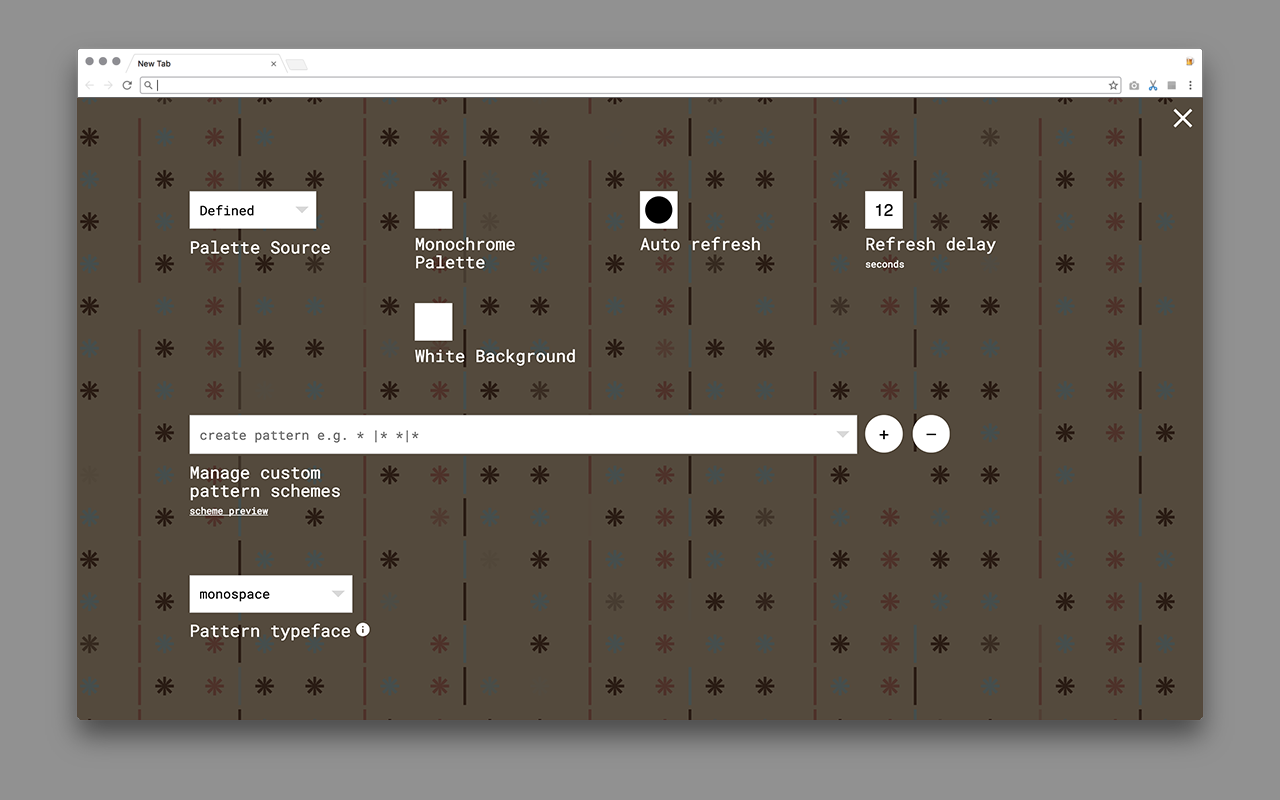 New Tab
Defined
Palette Source
Monochrome
Palette
Auto refresh
12
Refresh delay
seconds
White Background
create pattern e.g. * |* *|*
+
−
Manage custom
pattern schemes
scheme preview
monospace
Pattern typeface
i